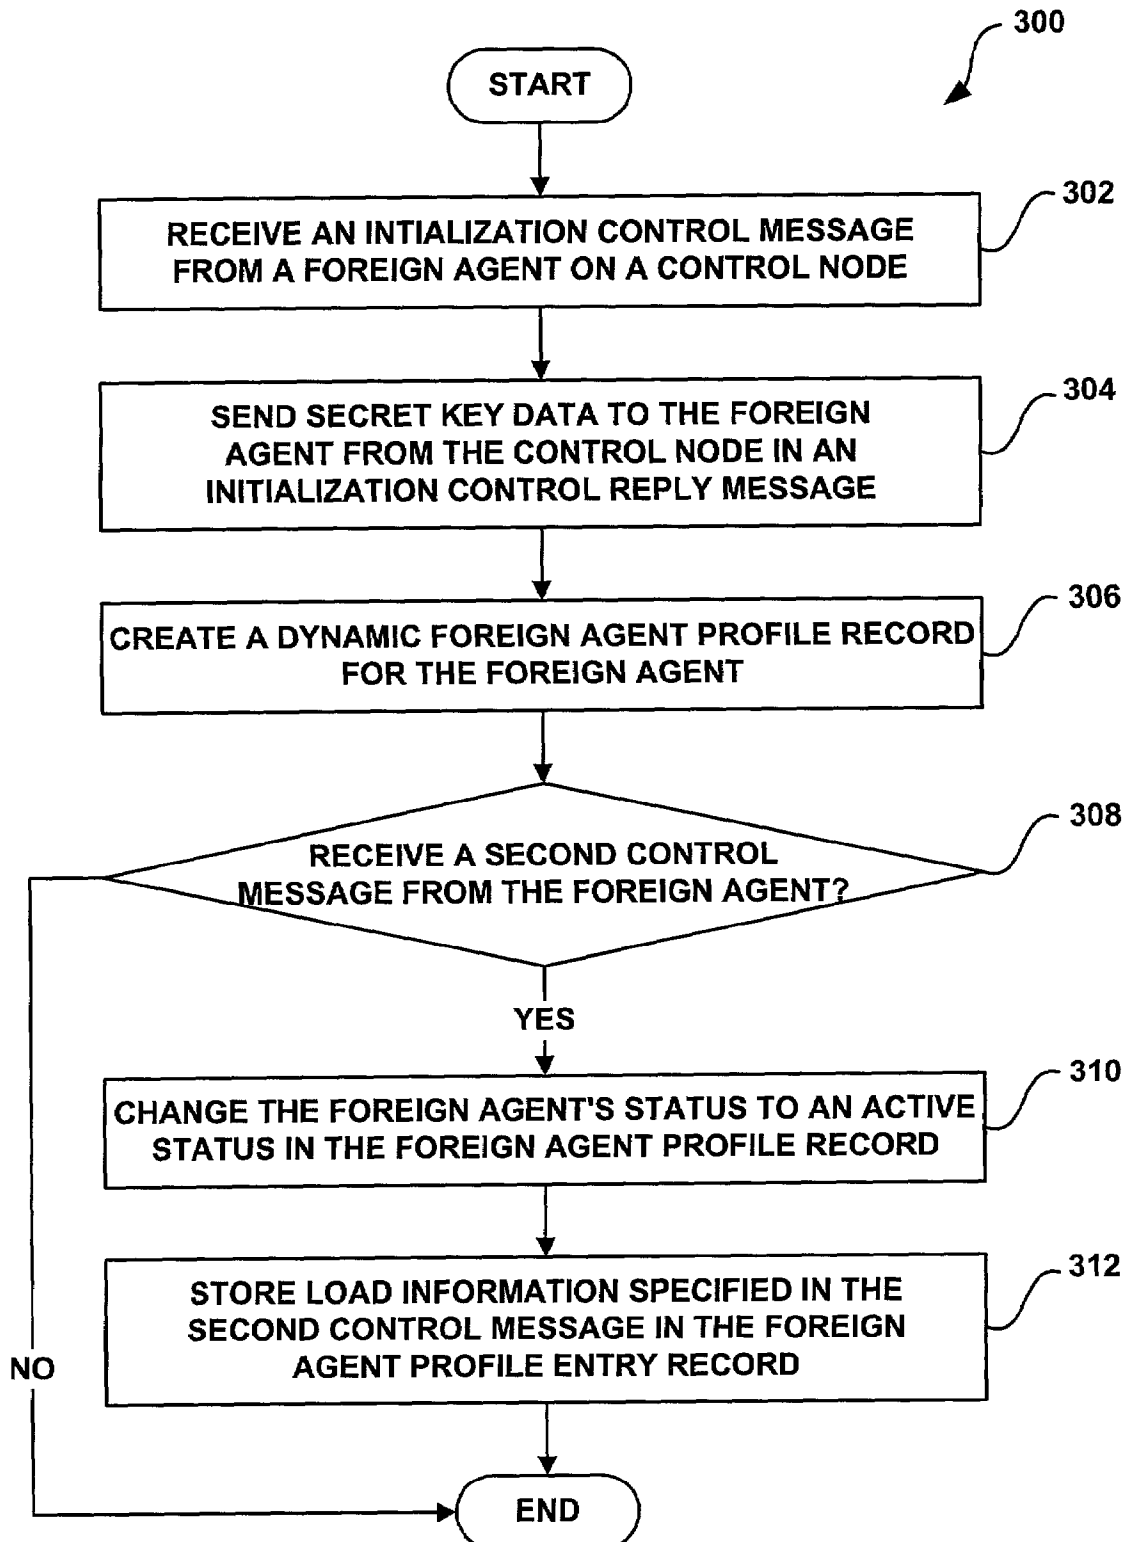 300
START
302
RECEIVE AN INTIALIZATION CONTROL MESSAGE
FROM A FOREIGN AGENT ON A CONTROL NODE
304
SEND SECRET KEY DATA TO THE FOREIGN
AGENT FROM THE CONTROL NODE IN AN
INITIALIZATION CONTROL REPLY MESSAGE
306
CREATE A DYNAMIC FOREIGN AGENT PROFILE RECORD
FOR THE FOREIGN AGENT
308
RECEIVE A SECOND CONTROL
MESSAGE FROM THE FOREIGN AGENT?
YES
310
CHANGE THE FOREIGN AGENT'S STATUS TO AN ACTIVE
STATUS IN THE FOREIGN AGENT PROFILE RECORD
312
STORE LOAD INFORMATION SPECIFIED IN THE
SECOND CONTROL MESSAGE IN THE FOREIGN
AGENT PROFILE ENTRY RECORD
NO
END